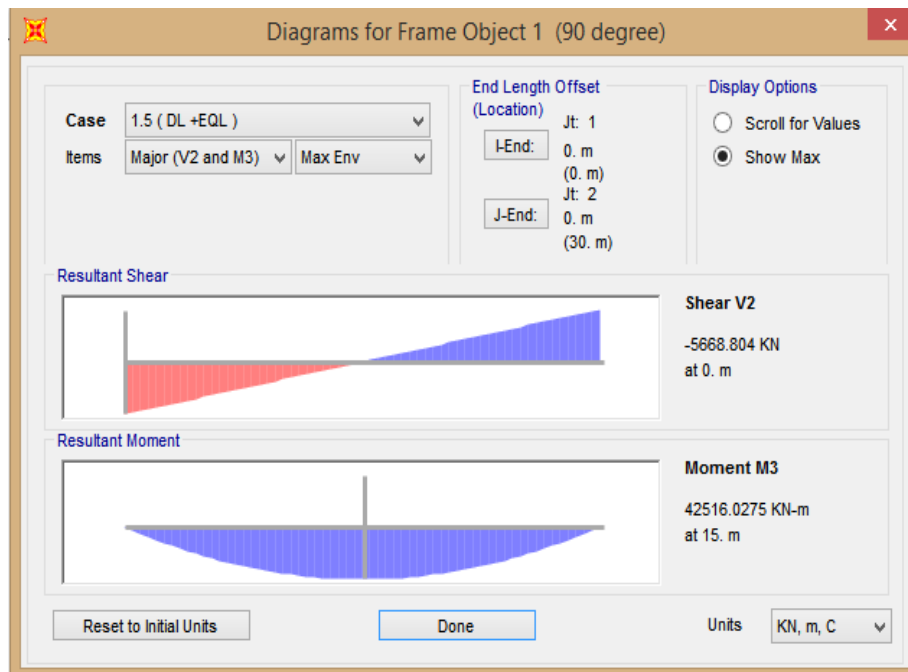 Diagrams for Frame Object 1 (90 degree)
x
End Length Offset
(Location)
Display Options
Case
1.5 ( DL +EQL )
Items
Major (V2 and M3)
Max Env
I-End:
Jt: 1
0. m
(0. m)
J-End:
Jt: 2
0. m
(30. m)
Scroll for Values
Show Max
Resultant Shear
Shear V2
-5668.804 KN
at 0. m
Resultant Moment
Moment M3
42516.0275 KN-m
at 15. m
Reset to Initial Units
Done
Units
KN, m, C